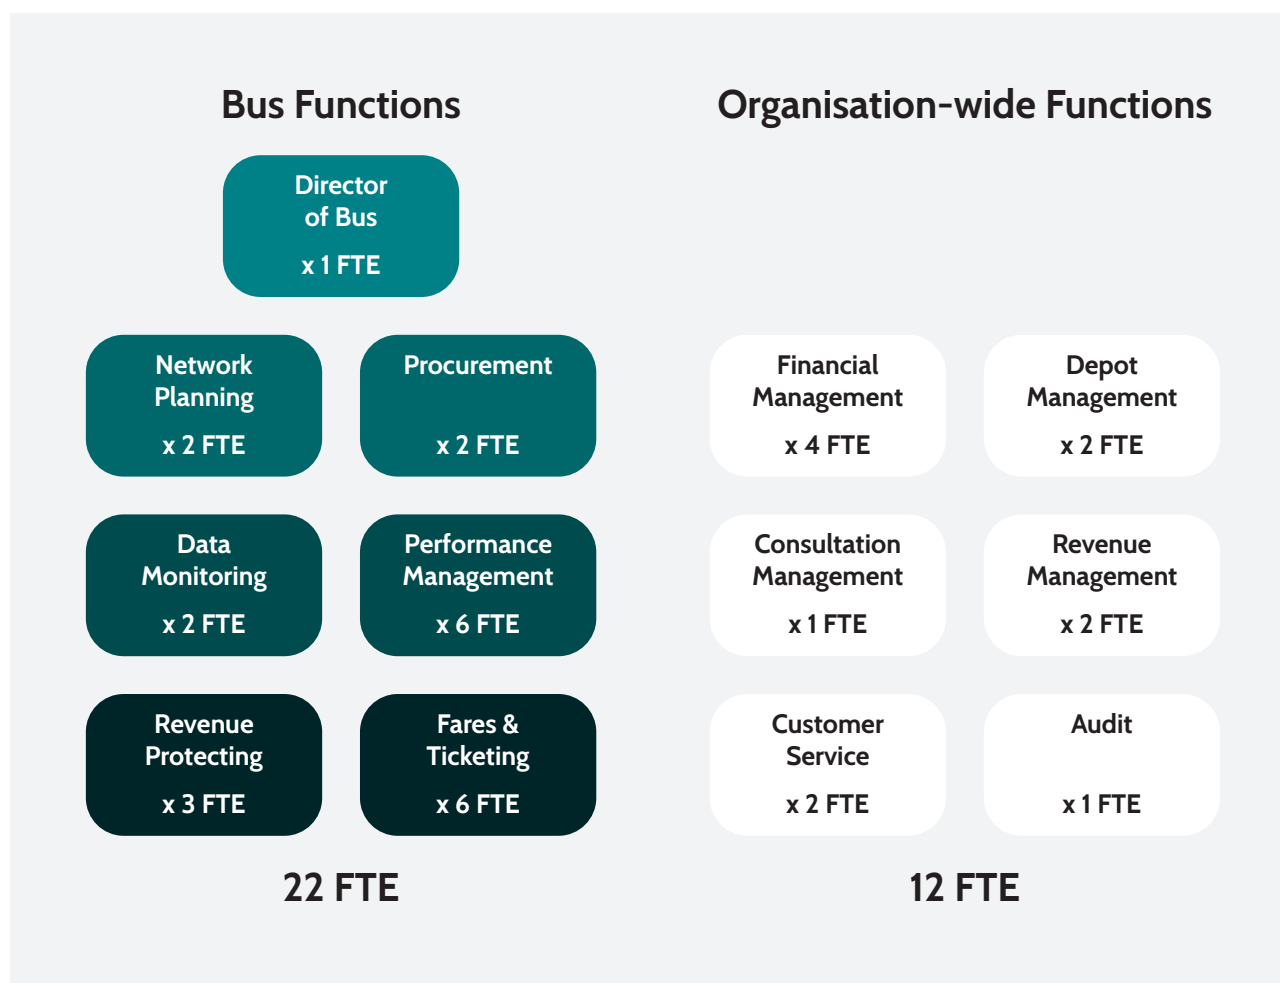 Bus Functions
Director
of Bus
x 1 FTE
Network
Planning
x 2 FTE
Procurement
x 2 FTE
Data
Monitoring
x 2 FTE
Performance
Management
x 6 FTE
Revenue
Protecting
x 3 FTE
Fares &
Ticketing
x 6 FTE
22 FTE
Organisation-wide Functions
Financial
Management
x 4 FTE
Depot
Management
x 2 FTE
Consultation
Management
x 1 FTE
Revenue
Management
x 2 FTE
Customer
Service
x 2 FTE
Audit
x 1 FTE
12 FTE